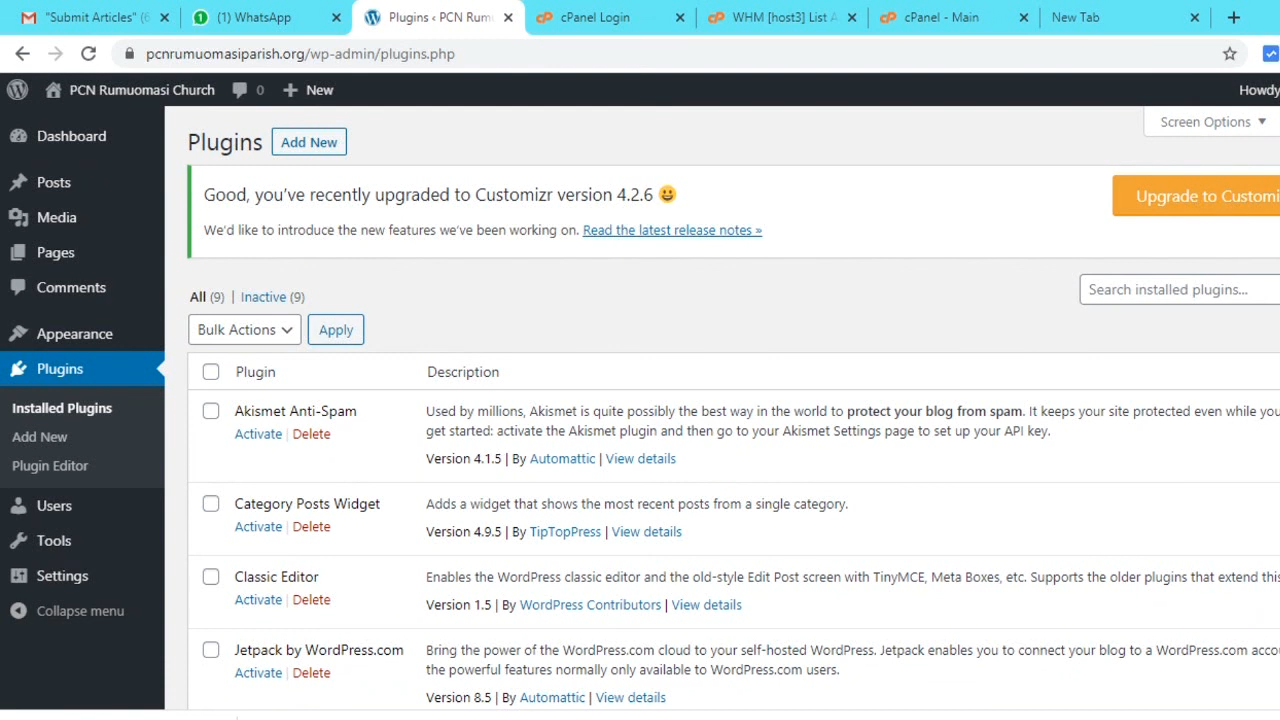 "Submit Articles" (6
(1) WhatsApp
Plugins ‹ PCN Rumu
cPanel Login
WHM [host3] List A
cPanel - Main
New Tab
pcnrumuomasiparish.org/wp-admin/plugins.php
PCN Rumuomasi Church
0
New
Howdy
Dashboard
Posts
Media
Pages
Comments
Appearance
Plugins
Installed Plugins
Add New
Plugin Editor
Users
Tools
Settings
Collapse menu
Screen Options
Plugins
Add New
Good, you've recently upgraded to Customizr version 4.2.6
We'd like to introduce the new features we've been working on. Read the latest release notes »
Upgrade to Customi
All (9) | Inactive (9)
Search installed plugins...
Bulk Actions
Apply
Plugin
Description
Akismet Anti-Spam
Activate | Delete
Used by millions, Akismet is quite possibly the best way in the world to protect your blog from spam. It keeps your site protected even while you
get started: activate the Akismet plugin and then go to your Akismet Settings page to set up your API key.
Version 4.1.5 | By Automattic | View details
Category Posts Widget
Activate | Delete
Adds a widget that shows the most recent posts from a single category.
Version 4.9.5 | By TipTopPress | View details
Classic Editor
Activate | Delete
Enables the WordPress classic editor and the old-style Edit Post screen with TinyMCE, Meta Boxes, etc. Supports the older plugins that extend this
Version 1.5 | By WordPress Contributors | View details
Jetpack by WordPress.com
Activate | Delete
Bring the power of the WordPress.com cloud to your self-hosted WordPress. Jetpack enables you to connect your blog to a WordPress.com acco
the powerful features normally only available to WordPress.com users.
Version 8.5 | By Automattic | View details